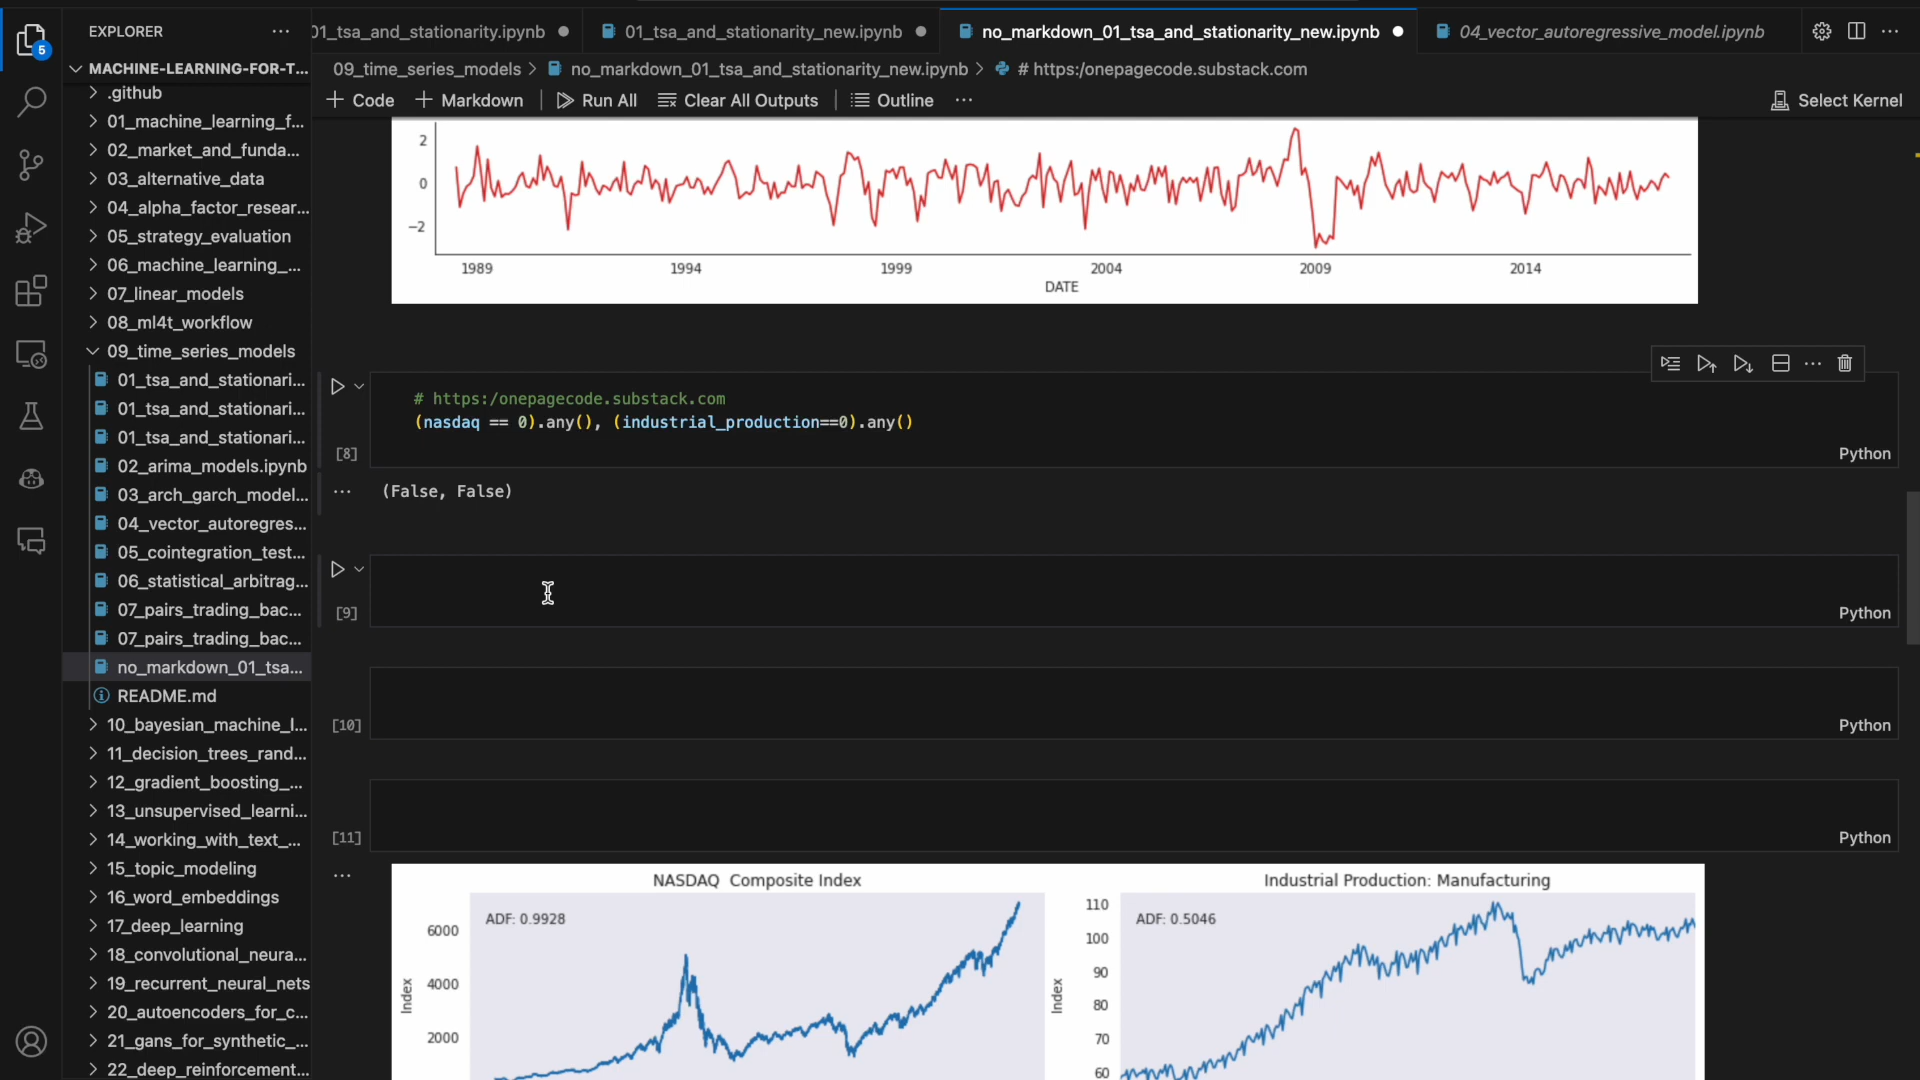 EXPLORER
01_tsa_and_stationarity.ipynb
01_tsa_and_stationarity_new.ipynb
no_markdown_01_tsa_and_stationarity_new.ipynb
04_vector_autoregressive_model.ipynb
5
MACHINE-LEARNING-FOR-T...
09_time_series_models > no_markdown_01_tsa_and_stationarity_new.ipynb > # https:/onepagecode.substack.com
+ Code + Markdown Run All Clear All Outputs Outline ...
Select Kernel
.github
01_machine_learning_f...
02_market_and_funda...
03_alternative_data
04_alpha_factor_resear...
05_strategy_evaluation
06_machine_learning_...
07_linear_models
08_ml4t_workflow
09_time_series_models
01_tsa_and_stationari...
01_tsa_and_stationari...
01_tsa_and_stationari...
02_arima_models.ipynb
03_arch_garch_model...
04_vector_autoregres...
05_cointegration_test...
06_statistical_arbitrag...
07_pairs_trading_bac...
07_pairs_trading_bac...
no_markdown_01_tsa...
README.md
10_bayesian_machine_l...
11_decision_trees_rand...
12_gradient_boosting_...
13_unsupervised_learni...
14_working_with_text_...
15_topic_modeling
16_word_embeddings
17_deep_learning
18_convolutional_neura...
19_recurrent_neural_nets
20_autoencoders_for_c...
21_gans_for_synthetic_...
22_deep_reinforcement...
2
0
−2
1989 1994 1999 2004 2009 2014
DATE
# https:/onepagecode.substack.com
(nasdaq == 0).any(), (industrial_production==0).any()
[8]
Python
... (False, False)
[9]
Python
[10]
Python
[11]
Python
...
NASDAQ Composite Index
ADF: 0.9928
6000
4000
2000
Index
Industrial Production: Manufacturing
ADF: 0.5046
110
100
90
80
70
60
Index